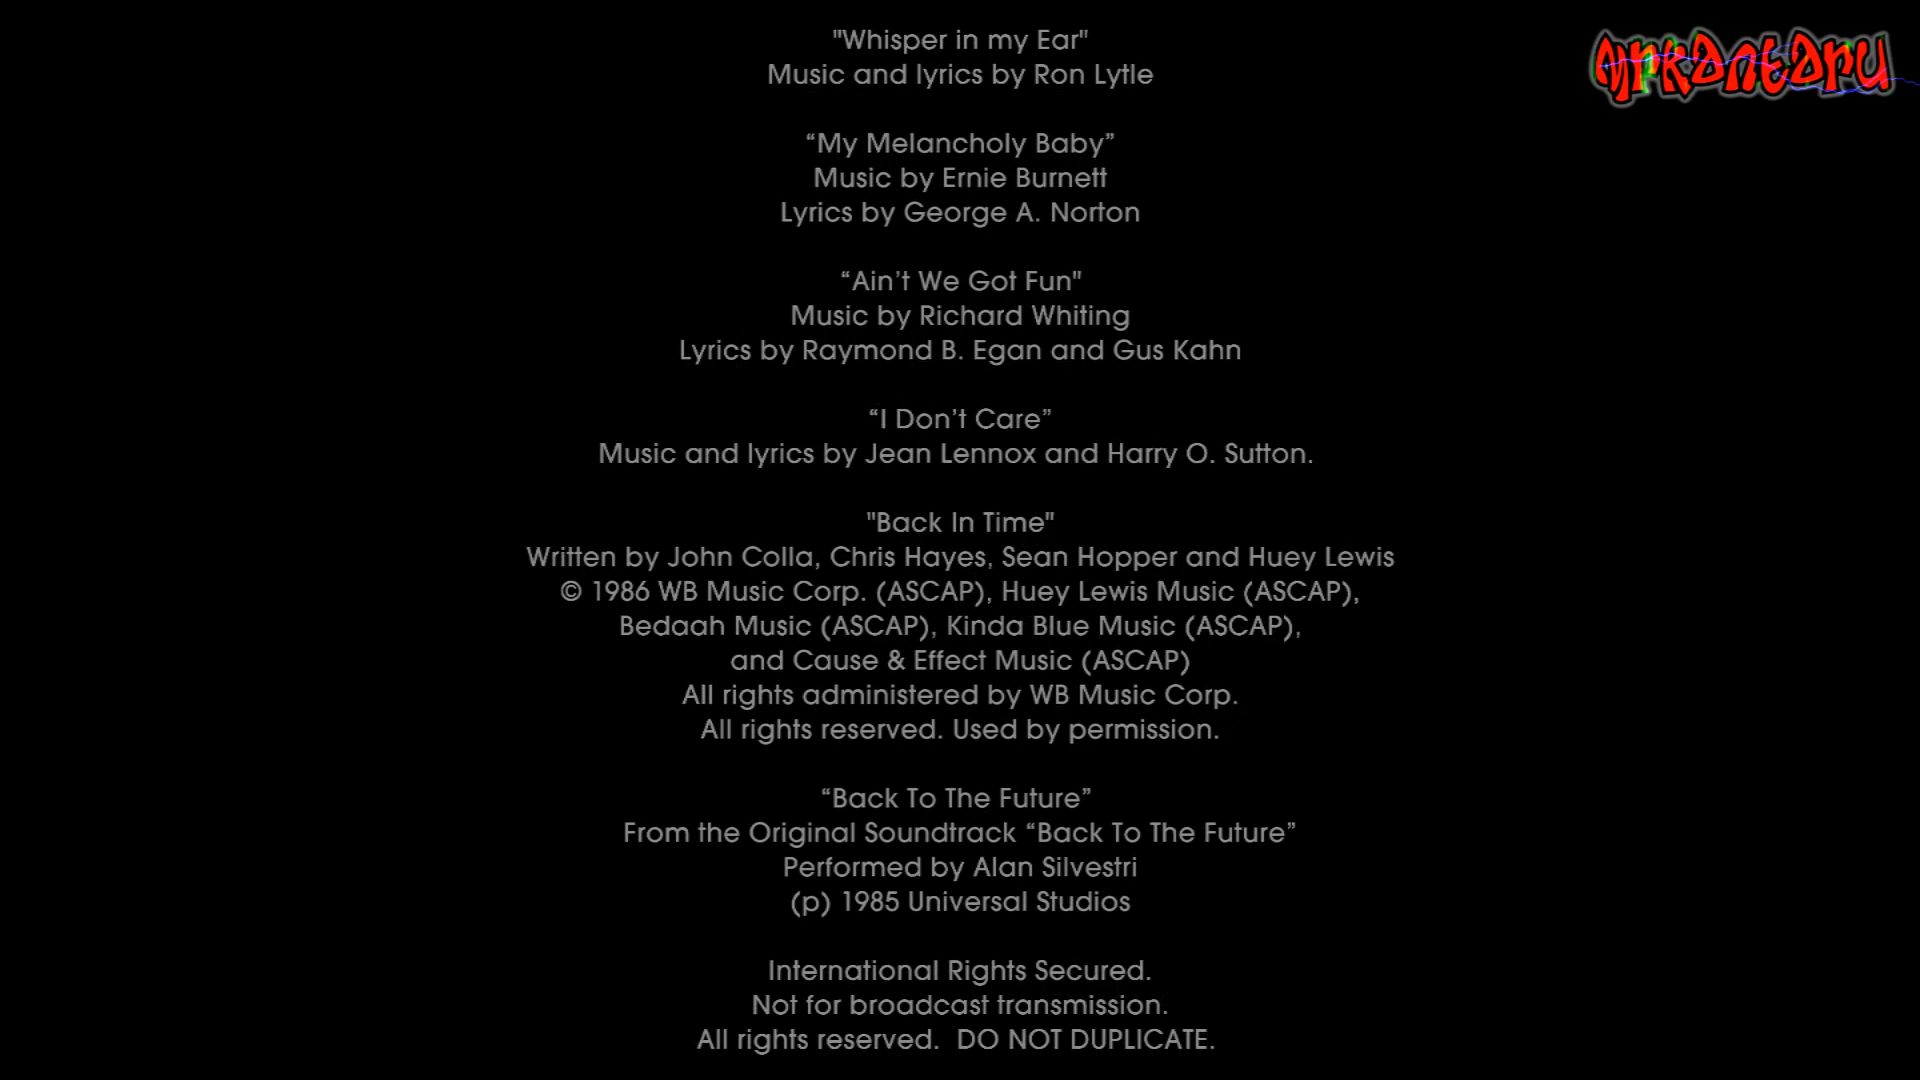 "Whisper in my Ear"
Music and lyrics by Ron Lytle
“My Melancholy Baby”
Music by Ernie Burnett
Lyrics by George A. Norton
“Ain’t We Got Fun"
Music by Richard Whiting
Lyrics by Raymond B. Egan and Gus Kahn
“I Don’t Care”
Music and lyrics by Jean Lennox and Harry O. Sutton.
"Back In Time"
Written by John Colla, Chris Hayes, Sean Hopper and Huey Lewis
© 1986 WB Music Corp. (ASCAP), Huey Lewis Music (ASCAP),
Bedaah Music (ASCAP), Kinda Blue Music (ASCAP),
and Cause & Effect Music (ASCAP)
All rights administered by WB Music Corp.
All rights reserved. Used by permission.
“Back To The Future”
From the Original Soundtrack “Back To The Future”
Performed by Alan Silvestri
(p) 1985 Universal Studios
International Rights Secured.
Not for broadcast transmission.
All rights reserved.  DO NOT DUPLICATE.